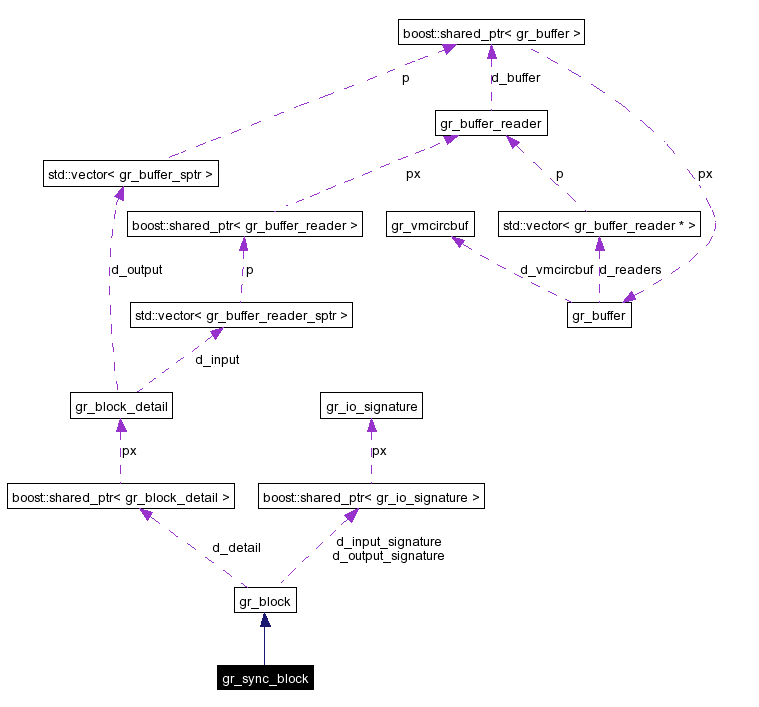 boost::shared_ptr< gr_buffer >
p
d_buffer
gr_buffer_reader
std::vector< gr_buffer_sptr >
px
p
px
boost::shared_ptr< gr_buffer_reader >
gr_vmcircbuf
std::vector< gr_buffer_reader * >
d_output
p
d_vmcircbuf
d_readers
std::vector< gr_buffer_reader_sptr >
gr_buffer
d_input
gr_block_detail
gr_io_signature
px
px
boost::shared_ptr< gr_block_detail >
boost::shared_ptr< gr_io_signature >
d_detail
d_input_signature
d_output_signature
gr_block
gr_sync_block